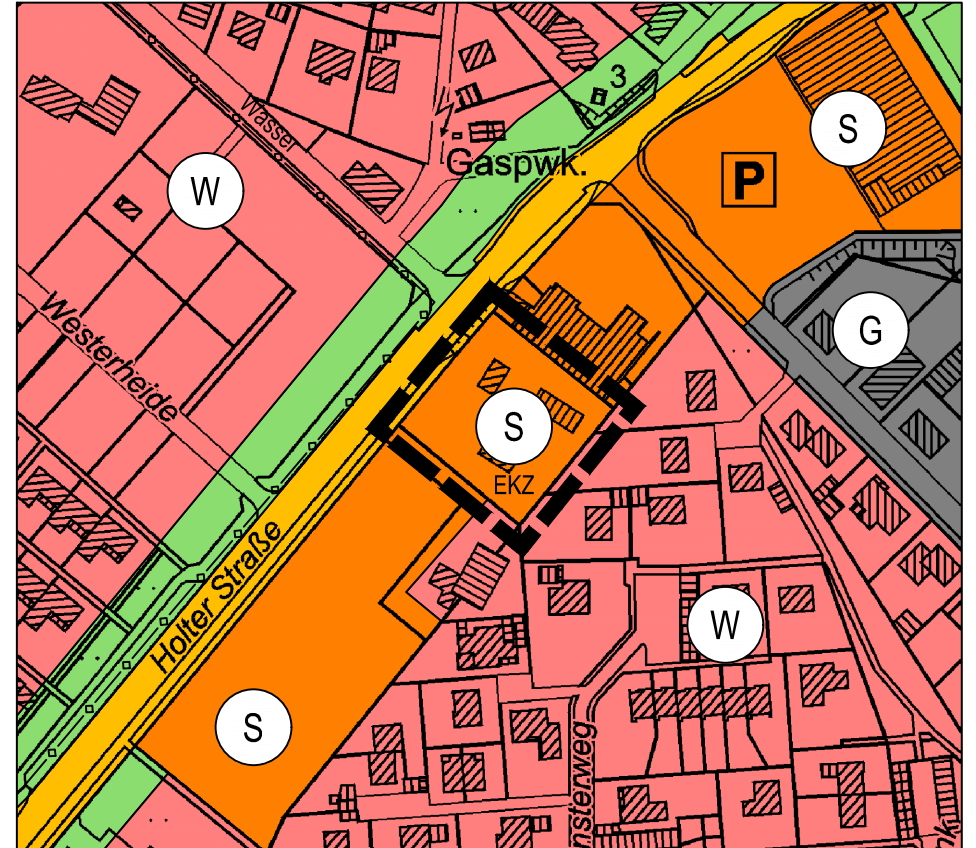 3
Wasser
S
Gaspwk.
P
W
Westerheide
G
S
EKZ
Holter Straße
W
S
nsterweg